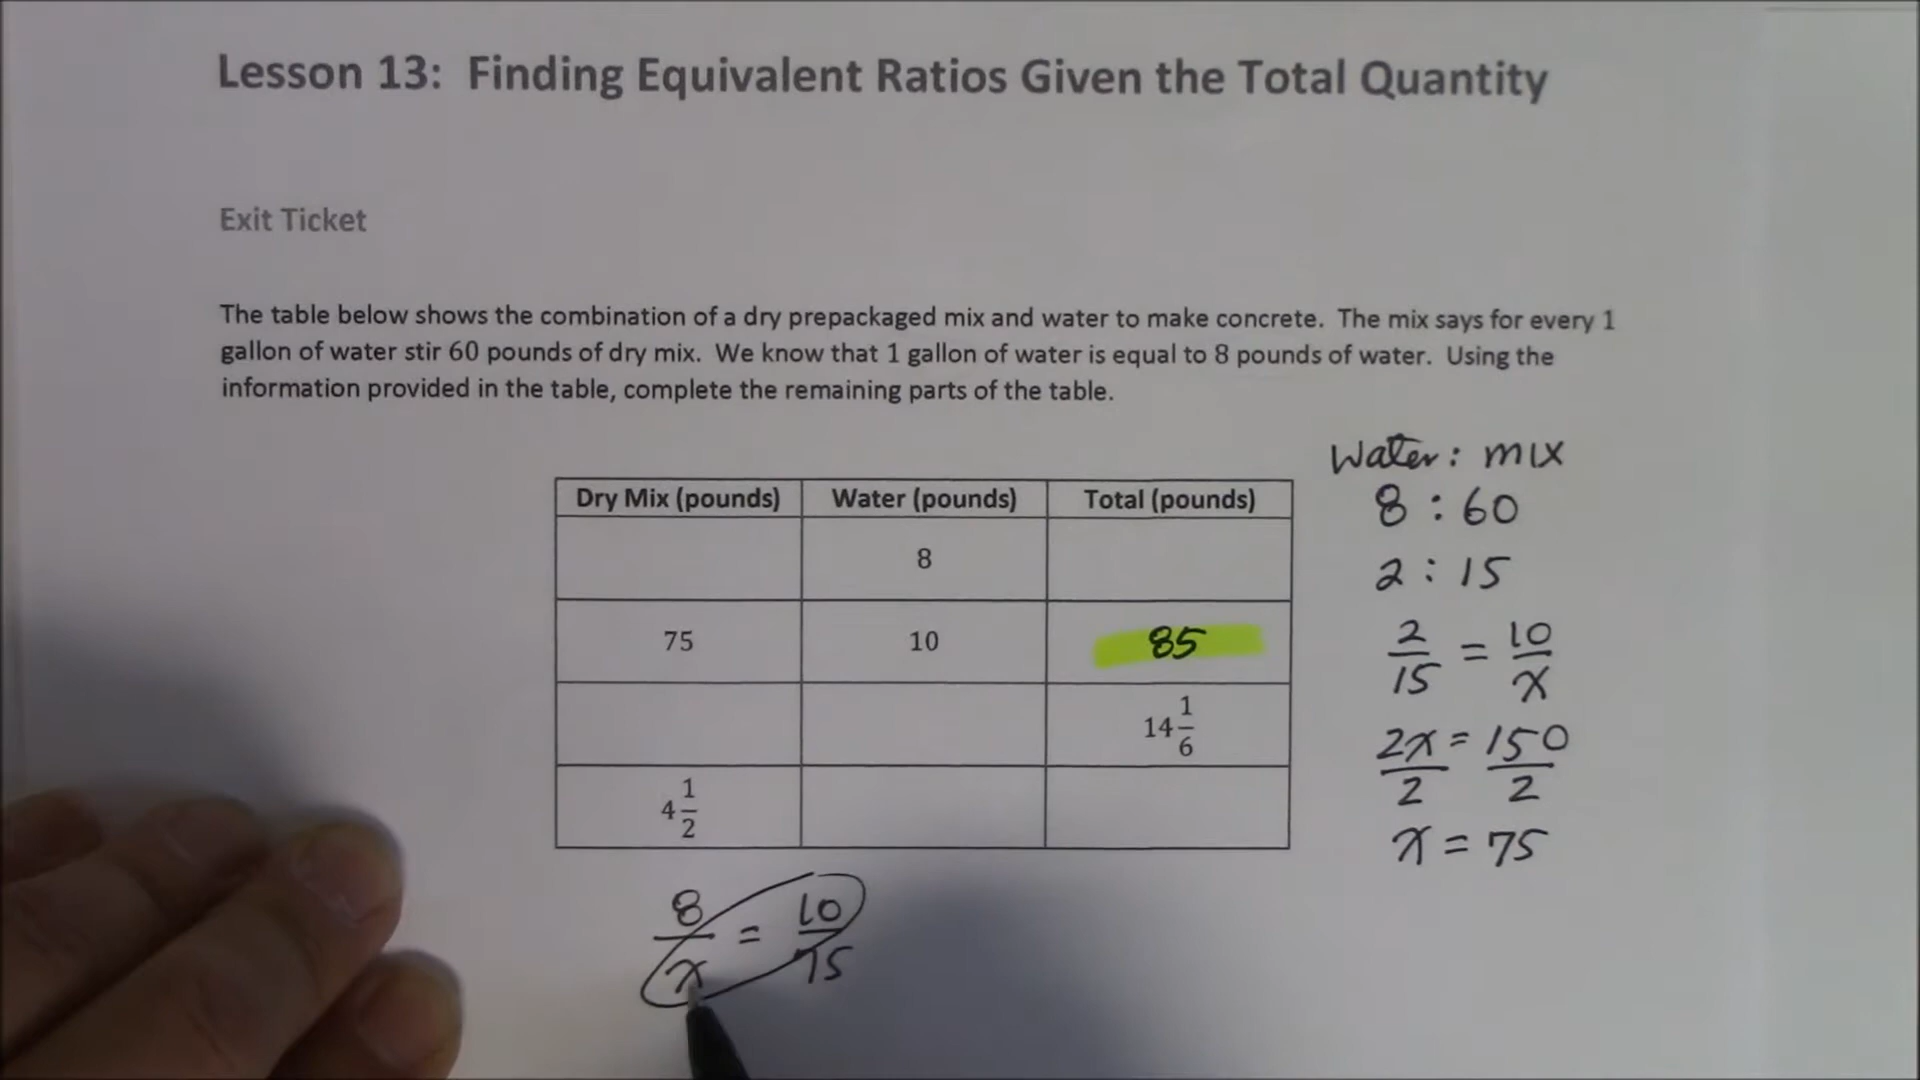 Lesson 13: Finding Equivalent Ratios Given the Total Quantity
Exit Ticket
The table below shows the combination of a dry prepackaged mix and water to make concrete. The mix says for every 1
gallon of water stir 60 pounds of dry mix. We know that 1 gallon of water is equal to 8 pounds of water. Using the
information provided in the table, complete the remaining parts of the table.
Dry Mix (pounds) Water (pounds) Total (pounds)
8
75 10 85
14 1/6
4 1/2
Water: mix
8 : 60
2 : 15
2/15 = 10/x
2x/2 = 150/2
x = 75
8/x = 10/75